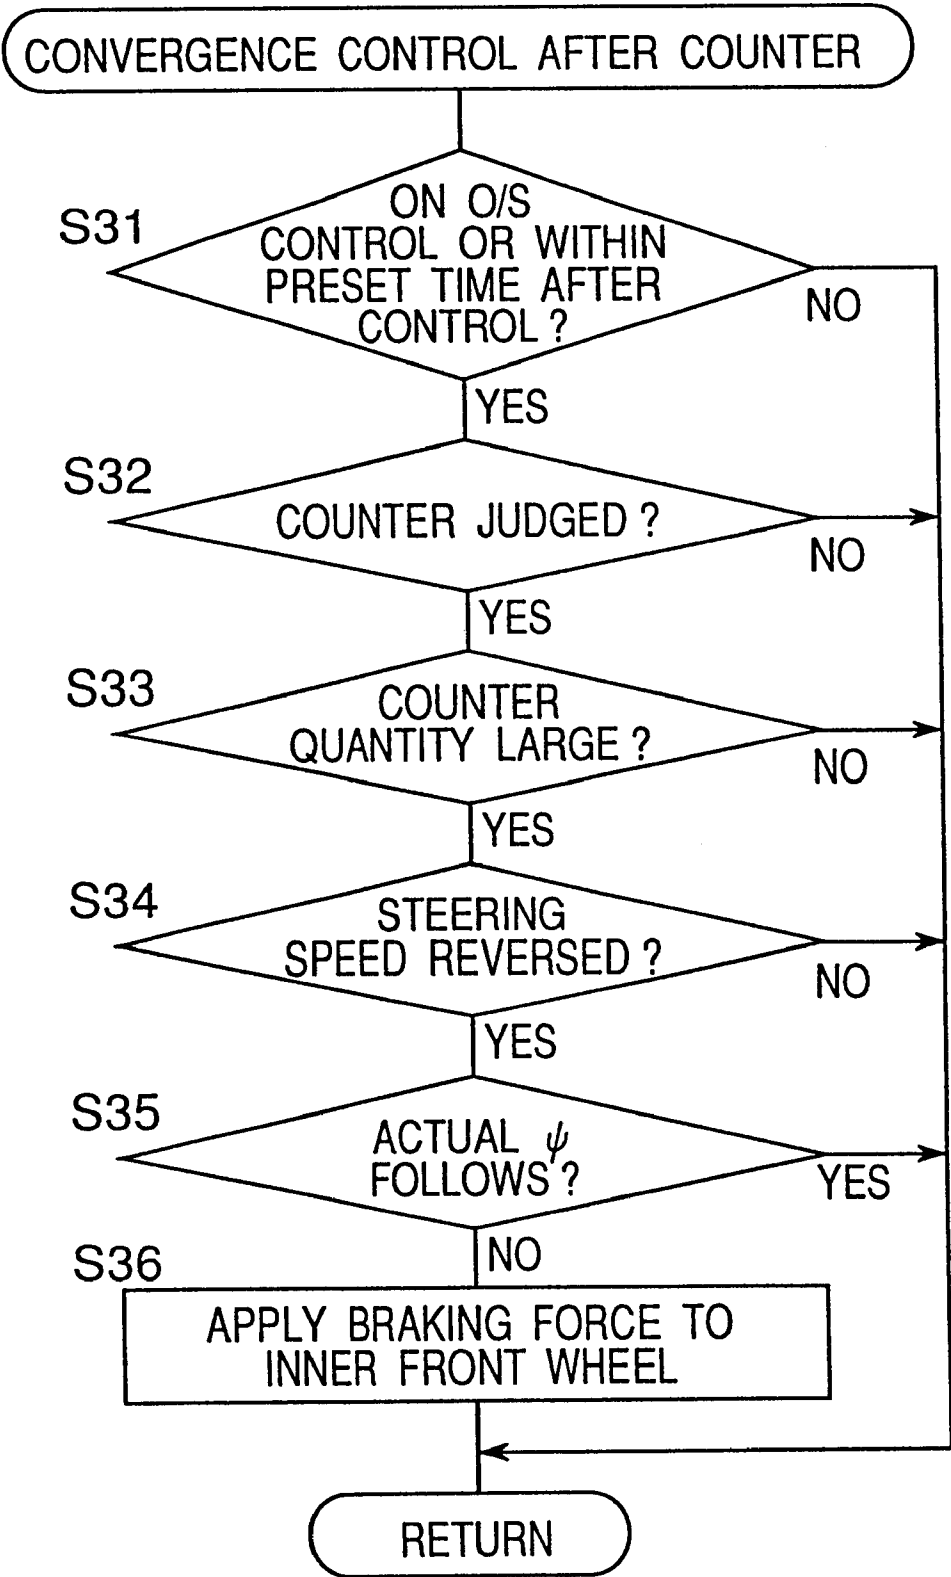 CONVERGENCE CONTROL AFTER COUNTER
S31
ON O/S
CONTROL OR WITHIN
PRESET TIME AFTER
CONTROL ?
NO
YES
S32
COUNTER JUDGED ?
NO
YES
S33
COUNTER
QUANTITY LARGE ?
NO
YES
S34
STEERING
SPEED REVERSED ?
NO
YES
S35
ACTUAL ψ
FOLLOWS ?
YES
NO
S36
APPLY BRAKING FORCE TO
INNER FRONT WHEEL
RETURN